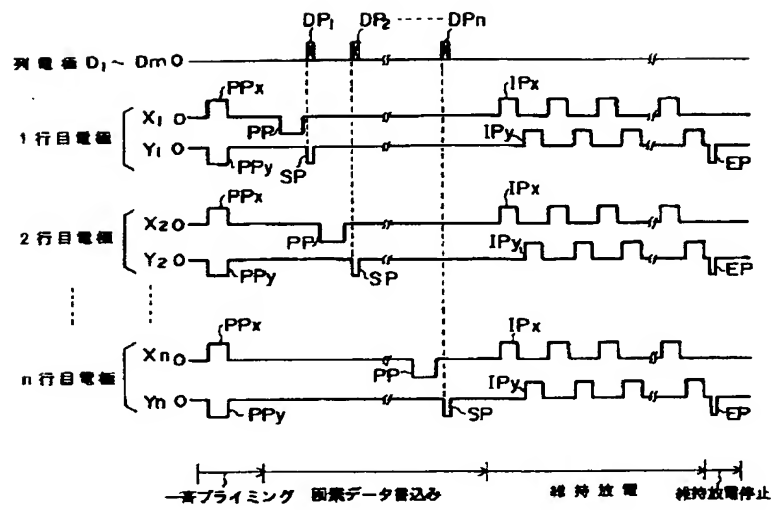 DP₁ DP₂ ------ DPn
列電極 D₁～Dm 0
PPx IPx
X₁ 0
PP IPy
1行目電極
Y₁ 0
PPy SP EP
PPx IPx
X₂ 0
2行目電極 PP IPy
Y₂ 0
PPy SP EP
PPx IPx
Xn 0
PP
n行目電極 IPy
Yn 0
PPy SP EP
一斉プライミング 画素データ書込み 維持放電 維持放電停止